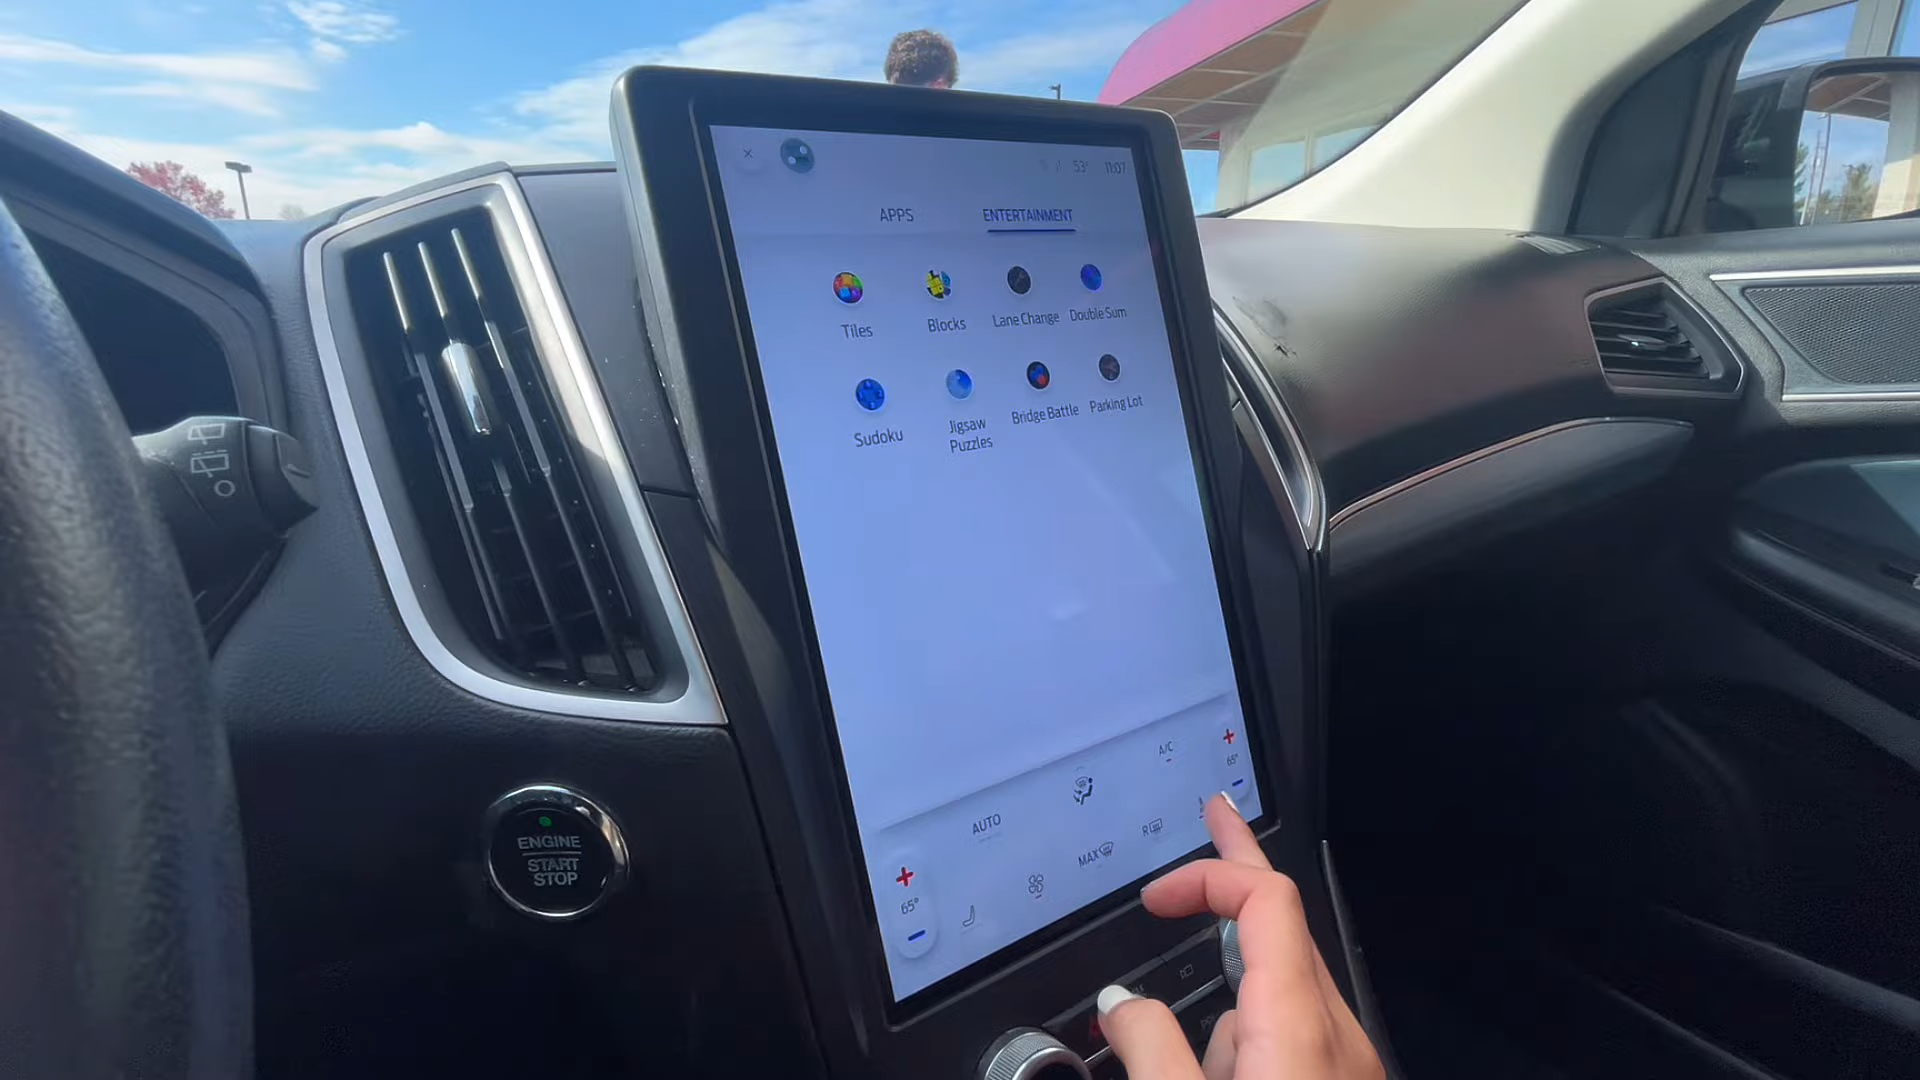 53° 11:07
APPS ENTERTAINMENT
Tiles Blocks Lane Change Double Sum
Sudoku Jigsaw Puzzles Bridge Battle Parking Lot
A/C
65°
AUTO
R
MAX
65°
ENGINE
START
STOP